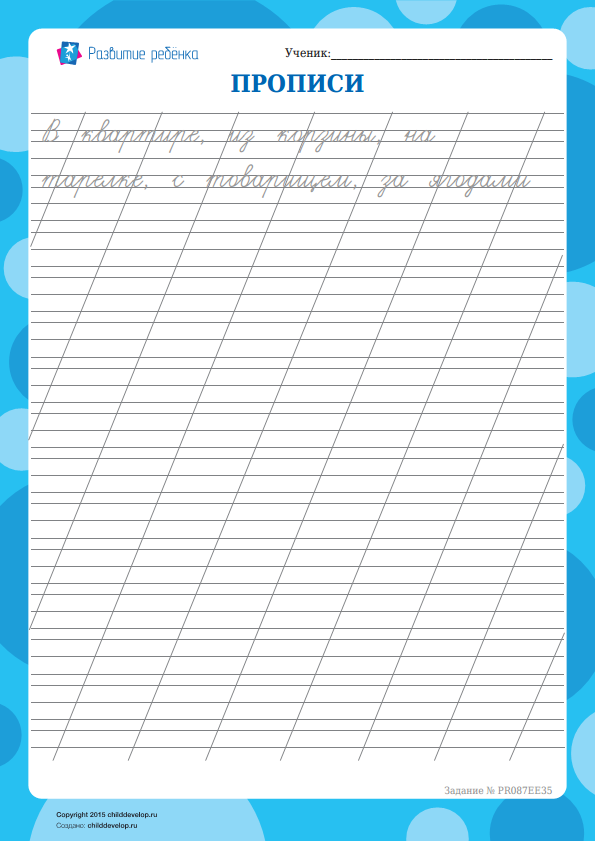 Развитие ребёнка
Ученик:
ПРОПИСИ
В квартире, из корзины, на
тарелке, с товарищем, за ягодами
Задание № PR087EE35
Copyright 2015 childdevelop.ru
Создано: childdevelop.ru